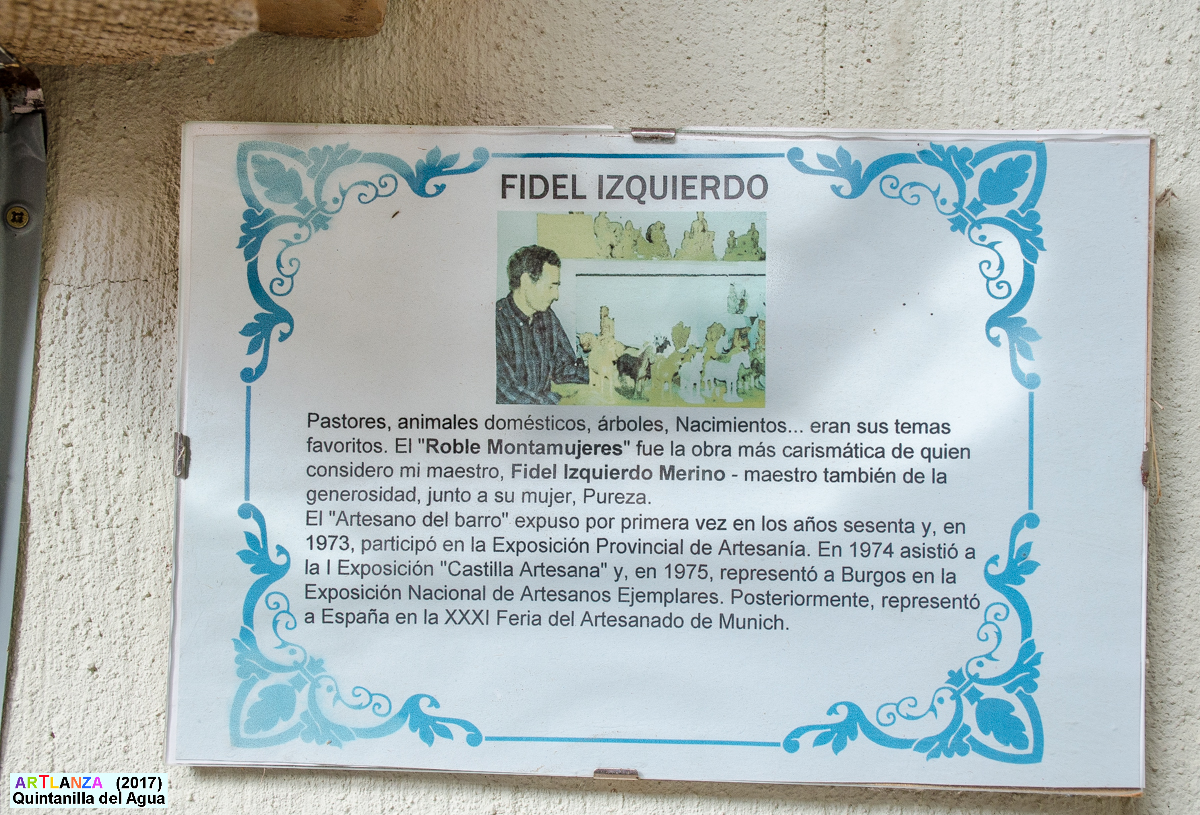 FIDEL IZQUIERDO
Pastores, animales domésticos, árboles, Nacimientos... eran sus temas
favoritos. El "Roble Montamujeres" fue la obra más carismática de quien
considero mi maestro, Fidel Izquierdo Merino - maestro también de la
generosidad, junto a su mujer, Pureza.
El "Artesano del barro" expuso por primera vez en los años sesenta y, en
1973, participó en la Exposición Provincial de Artesanía. En 1974 asistió a
la I Exposición "Castilla Artesana" y, en 1975, representó a Burgos en la
Exposición Nacional de Artesanos Ejemplares. Posteriormente, representó
a España en la XXXI Feria del Artesanado de Munich.
ARTLANZA (2017)
Quintanilla del Agua